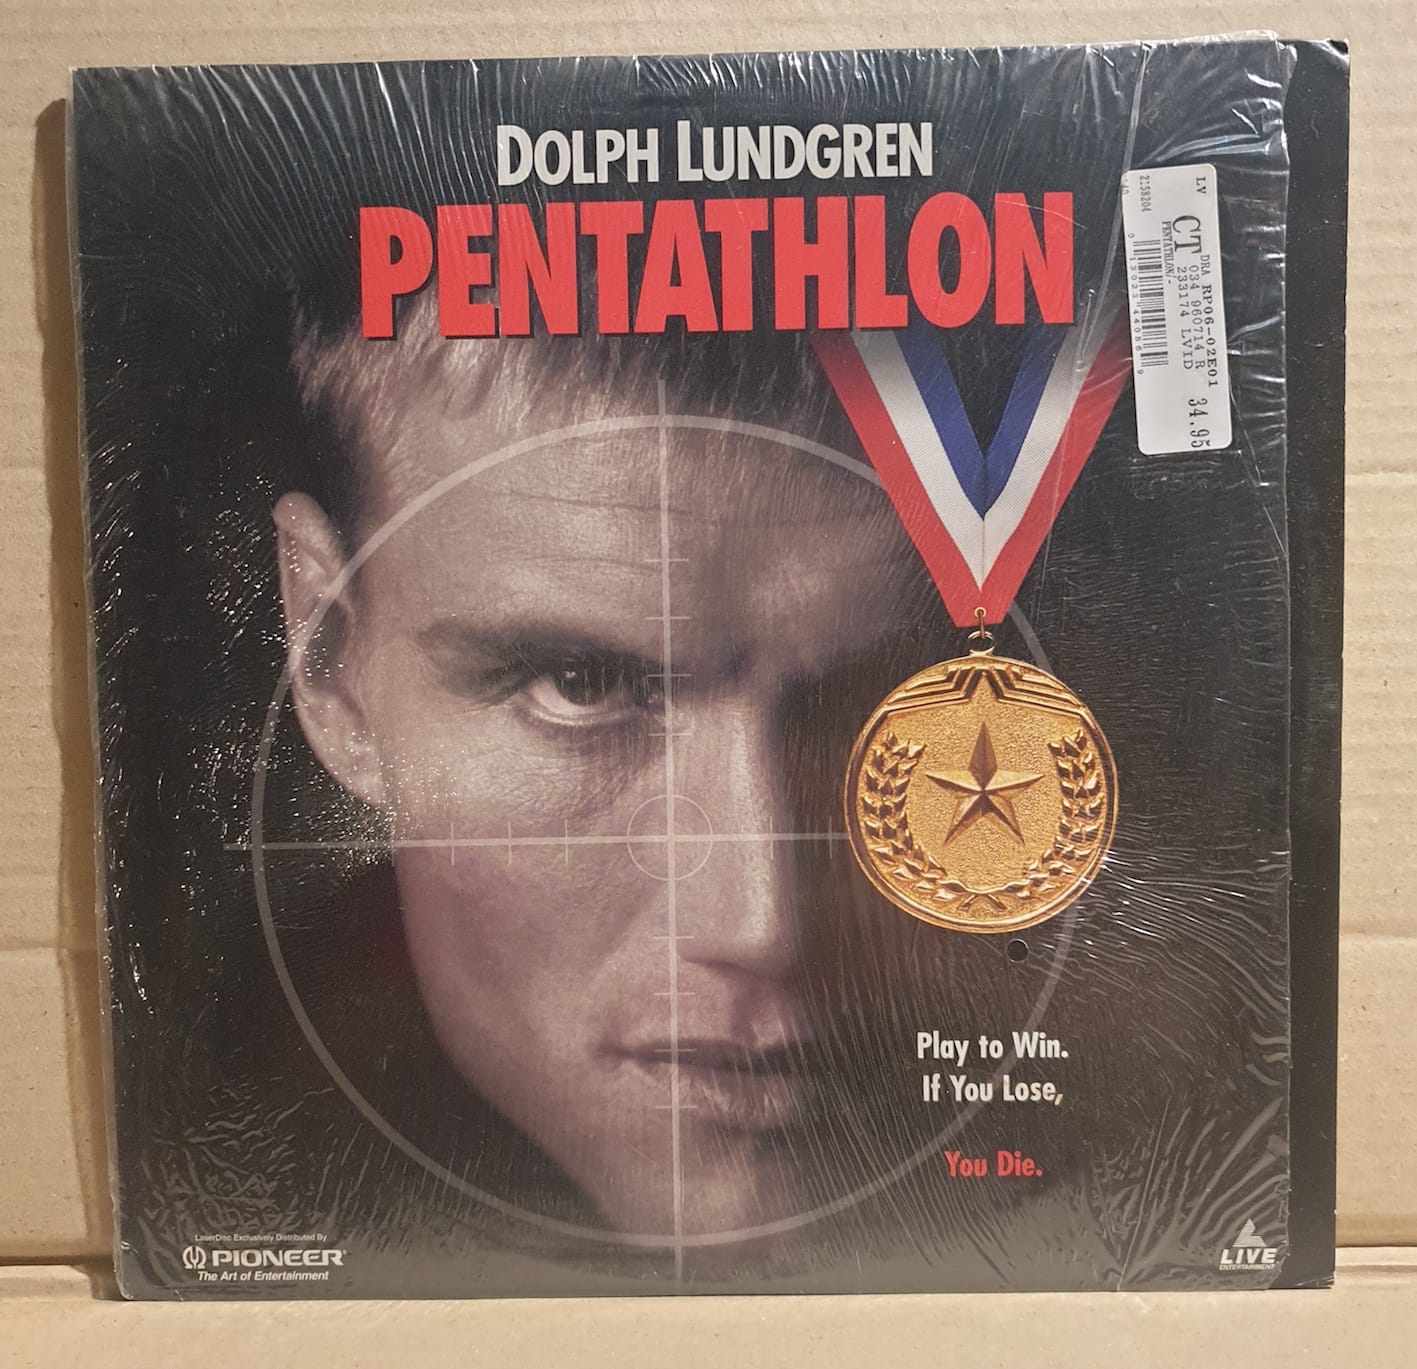 DOLPH LUNDGREN
PENTATHLON
LV
DRA RP06-02E01
CT 034 960714 R 34.95
233174 LVID
PENTATHLON/-
2158204
Play to Win.
If You Lose,
You Die.
LaserDisc Exclusively Distributed By
PIONEER®
The Art of Entertainment
LIVE
ENTERTAINMENT